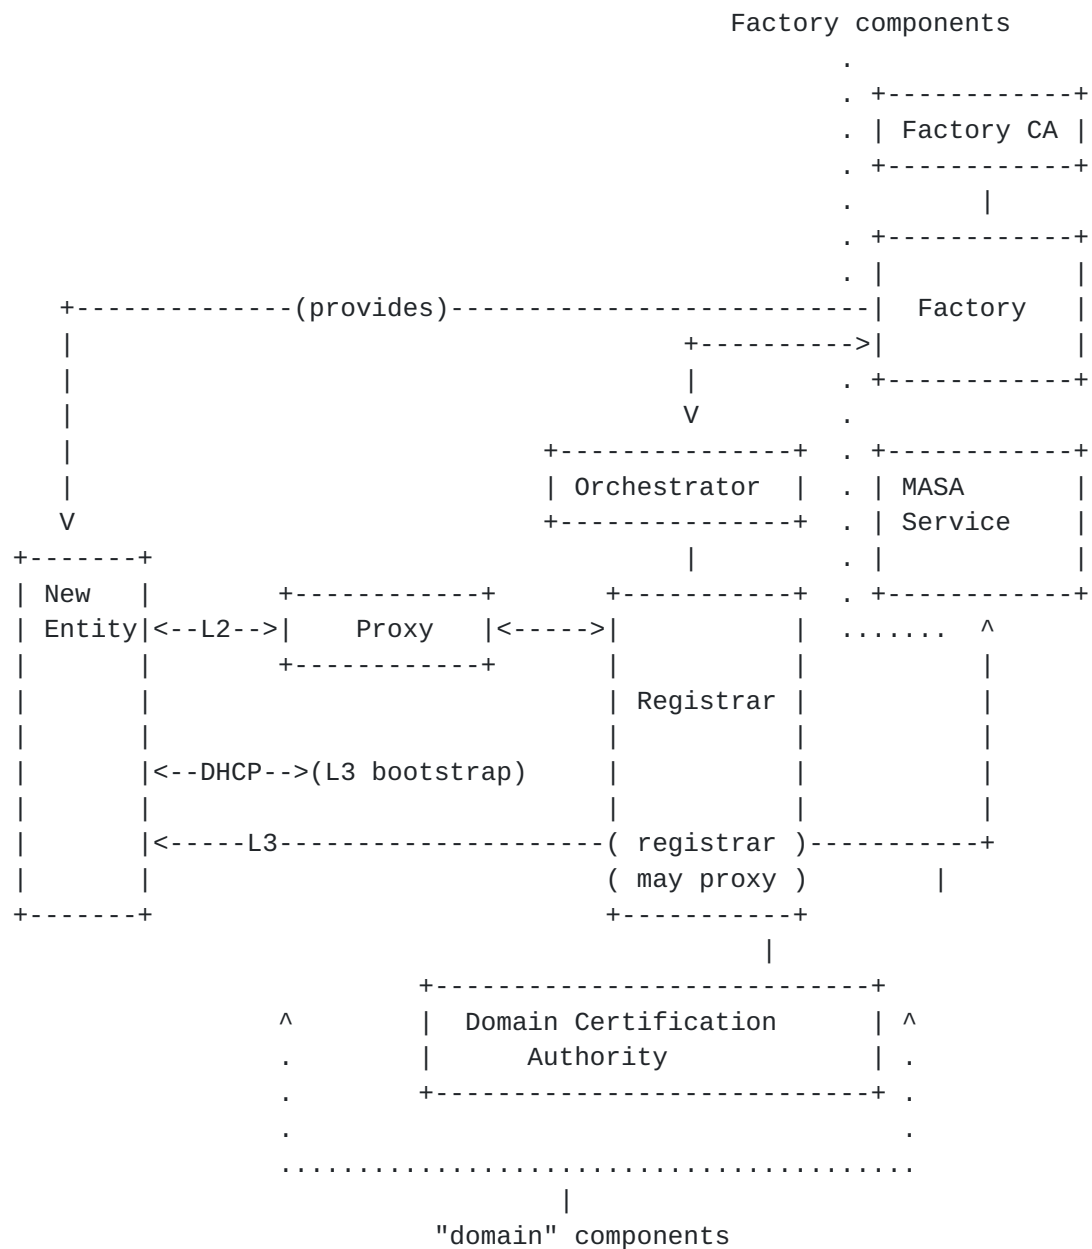 Factory components
                                                     .
                                                     . +------------+
                                                     . | Factory CA |
                                                     . +------------+
                                                     .        |
                                                     . +------------+
                                                     . |            |
   +--------------(provides)---------------------------|  Factory   |
   |                                       +---------->|            |
   |                                       |         . +------------+
   |                                       V         .
   |                              +---------------+  . +------------+
   |                              | Orchestrator  |  . | MASA       |
   V                              +---------------+  . | Service    |
+-------+                                  |         . |            |
| New   |        +------------+       +-----------+  . +------------+
| Entity|<--L2-->|    Proxy   |<----->|           |  .......  ^
|       |        +------------+       |           |           |
|       |                             | Registrar |           |
|       |                             |           |           |
|       |<--DHCP-->(L3 bootstrap)     |           |           |
|       |                             |           |           |
|       |<-----L3---------------------( registrar )-----------+
|       |                             ( may proxy )        |
+-------+                             +-----------+
                                                |
                          +----------------------------+
                 ^        |  Domain Certification      | ^
                 .        |      Authority             | .
                 .        +----------------------------+ .
                 .                                       .
                 .........................................
                                   |
                           "domain" components